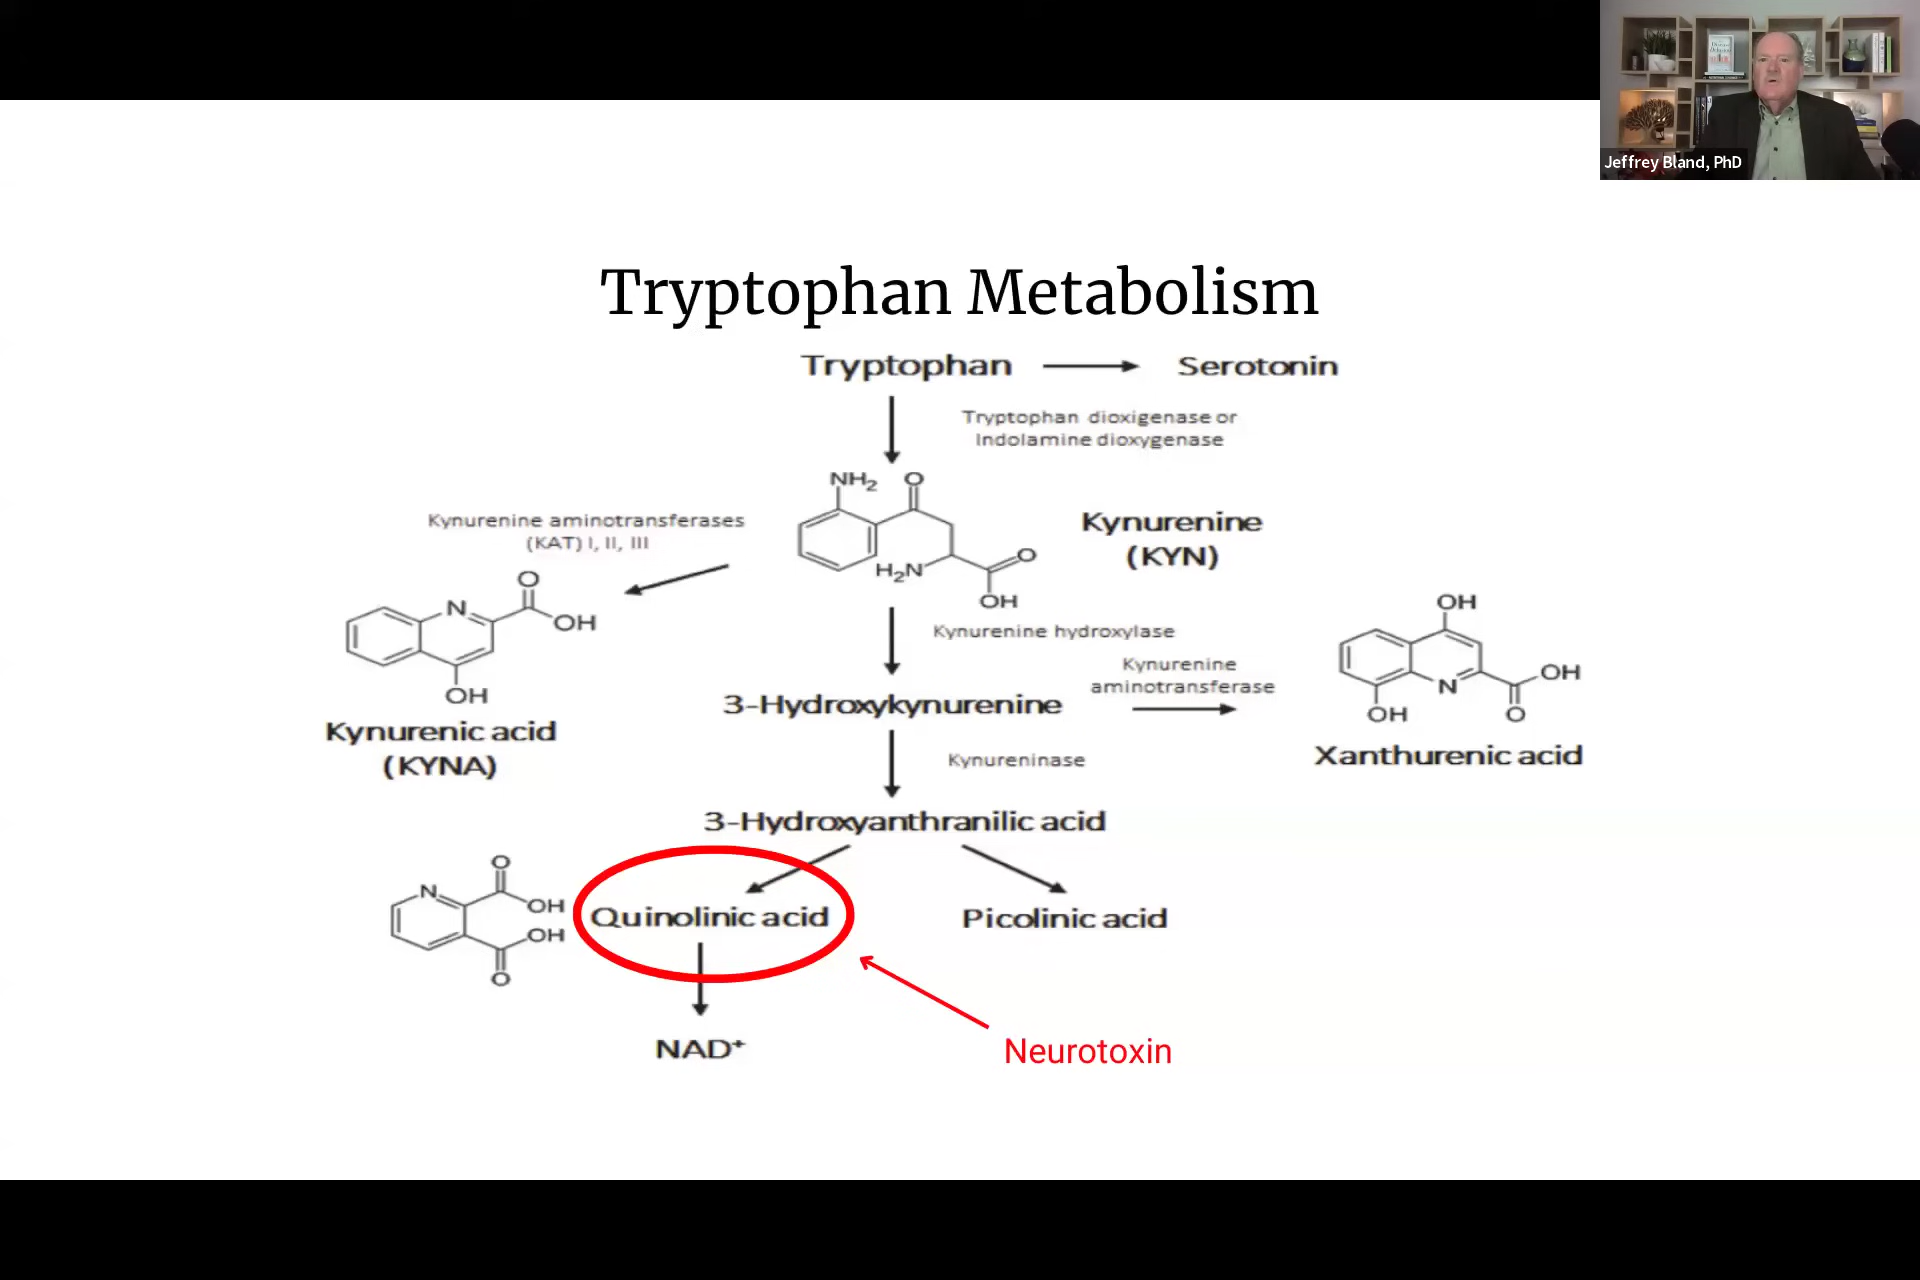 Jeffrey Bland, PhD
Tryptophan Metabolism
Tryptophan
Serotonin
Tryptophan dioxigenase or
Indolamine dioxygenase
NH2
O
Kynurenine aminotransferases
(KAT) I, II, III
Kynurenine
(KYN)
H2N
O
OH
O
N
OH
OH
Kynurenic acid
(KYNA)
Kynurenine hydroxylase
Kynurenine
aminotransferase
3-Hydroxykynurenine
OH
OH
N
OH
O
Xanthurenic acid
Kynureninase
3-Hydroxyanthranilic acid
O
N
OH
OH
O
Quinolinic acid
Picolinic acid
NAD+
Neurotoxin